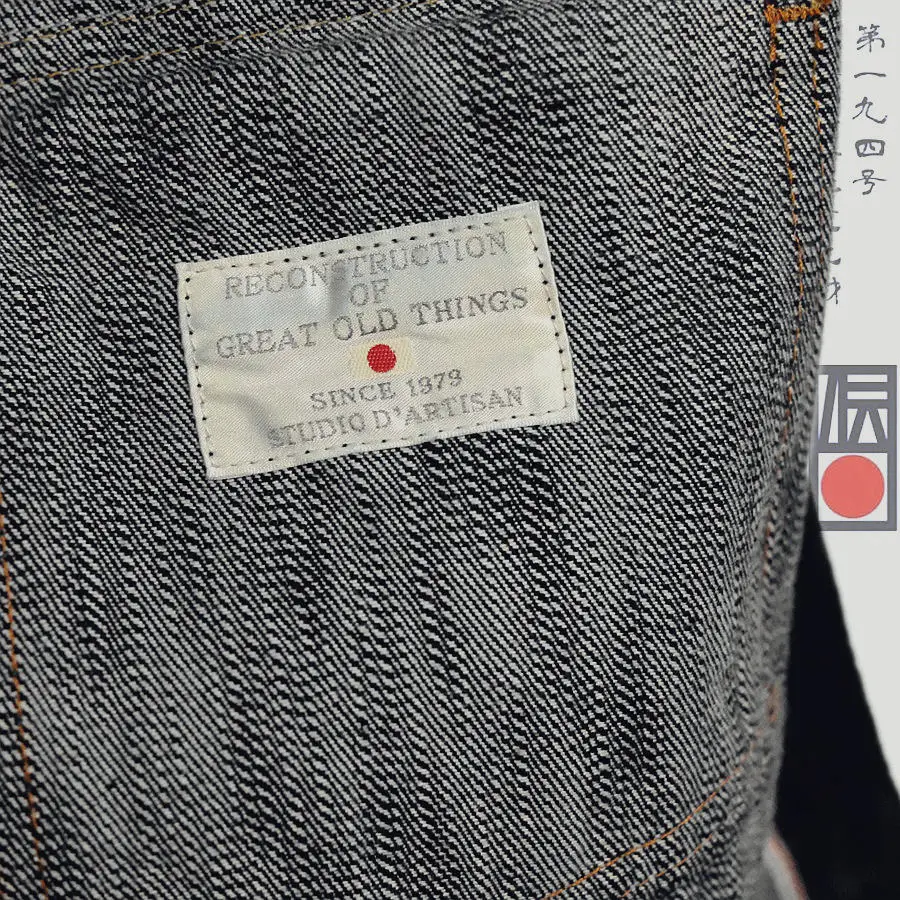 RECONSTRUCTION
OF
GREAT OLD THINGS
SINCE 1979
STUDIO D'ARTISAN
第一九四号